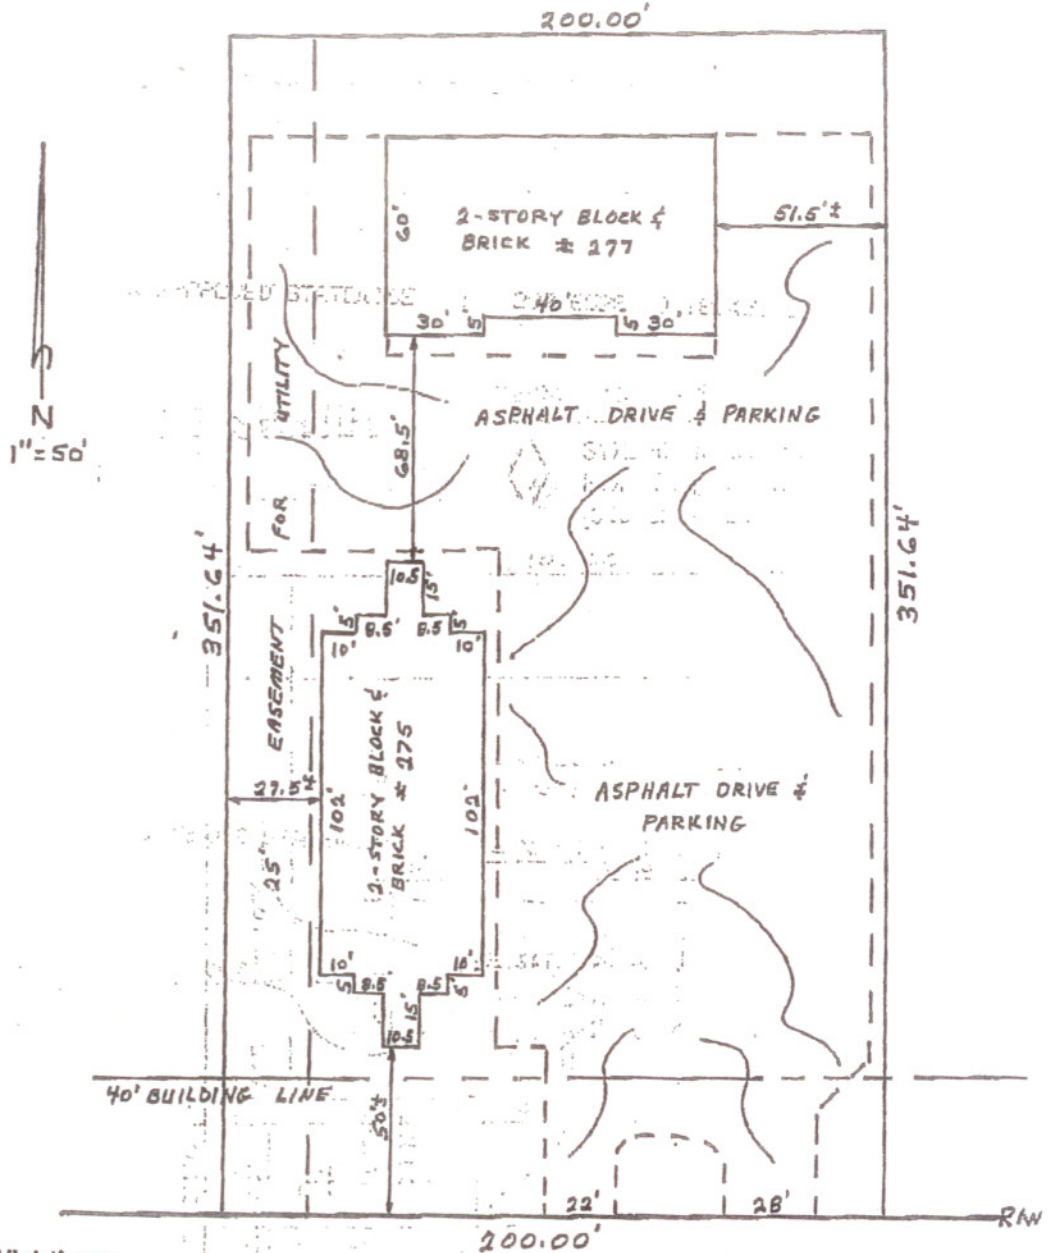 200.00'
60'
2-STORY BLOCK &
BRICK # 277
51.5'±
30'
5
40'
5
30'
N
1"=50'
UTILITY
FOR
EASEMENT
25'
68.5'
ASPHALT DRIVE & PARKING
351.64'
351.64'
10.5
15'
5'
8.5'
8.5'
5'
10'
10'
27.5'±
102'
2-STORY BLOCK &
BRICK # 275
102'
ASPHALT DRIVE &
PARKING
10'
10'
5'
8.5'
8.5'
5'
15'
10.5
40' BUILDING LINE
50'±
22'
28'
R/W
200.00'